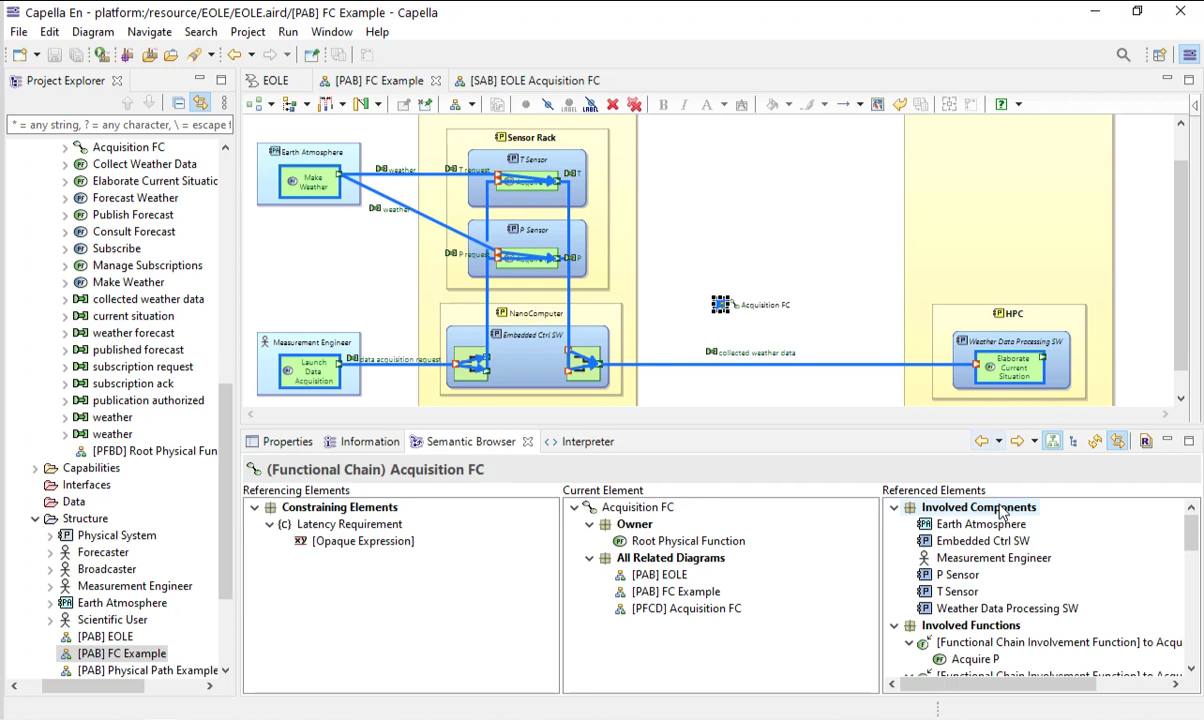 Capella En - platform:/resource/EOLE/EOLE.aird/[PAB] FC Example - Capella
File Edit Diagram Navigate Search Project Run Window Help
Project Explorer
EOLE
[PAB] FC Example
[SAB] EOLE Acquisition FC
* = any string, ? = any character, \ = escape f
Acquisition FC
Collect Weather Data
Elaborate Current Situatic
Forecast Weather
Publish Forecast
Consult Forecast
Subscribe
Manage Subscriptions
Make Weather
collected weather data
current situation
weather forecast
published forecast
subscription request
subscription ack
publication authorized
weather
weather
[PFBD] Root Physical Fun
Capabilities
Interfaces
Data
Structure
Physical System
Forecaster
Broadcaster
Measurement Engineer
Earth Atmosphere
Scientific User
[PAB] EOLE
[PAB] FC Example
[PAB] Physical Path Example
Earth Atmosphere
Make
Weather
weather
weather
Sensor Rack
T Sensor
T request
T
P Sensor
P request
P
Acquisition FC
NanoComputer
Embedded Ctrl SW
Measurement Engineer
Launch
Data
Acquisition
data acquisition request
collected weather data
HPC
Weather Data Processing SW
Elaborate
Current
Situation
Properties
Information
Semantic Browser
Interpreter
(Functional Chain) Acquisition FC
Referencing Elements
Constraining Elements
{c} Latency Requirement
[Opaque Expression]
Current Element
Acquisition FC
Owner
Root Physical Function
All Related Diagrams
[PAB] EOLE
[PAB] FC Example
[PFCD] Acquisition FC
Referenced Elements
Involved Components
Earth Atmosphere
Embedded Ctrl SW
Measurement Engineer
P Sensor
T Sensor
Weather Data Processing SW
Involved Functions
[Functional Chain Involvement Function] to Acqu
Acquire P
[Functional Chain Involvement Function] to Acqu